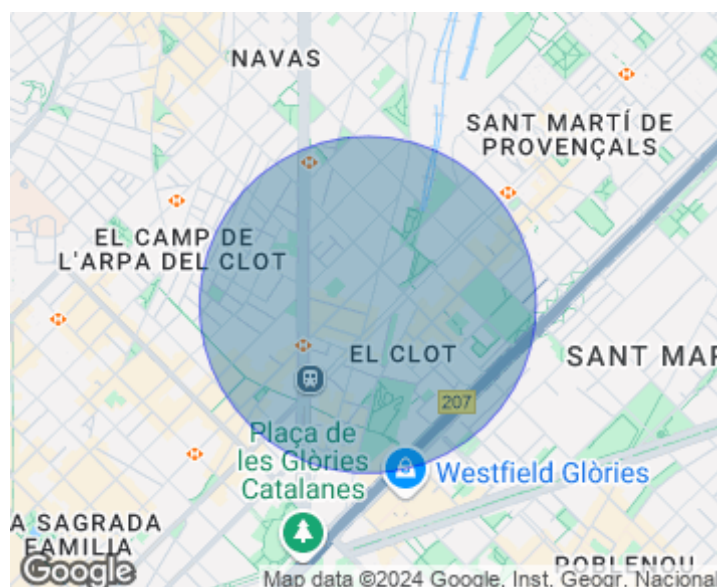 NAVAS
SANT MARTÍ DE
PROVENÇALS
EL CAMP DE
L'ARPA DEL CLOT
EL CLOT
SANT MAR
207
Plaça de
les Glòries
Catalanes
Westfield Glòries
A SAGRADA
FAMILIA
POBLENOU
Google
Map data ©2024 Google, Inst. Geogr. Nacional